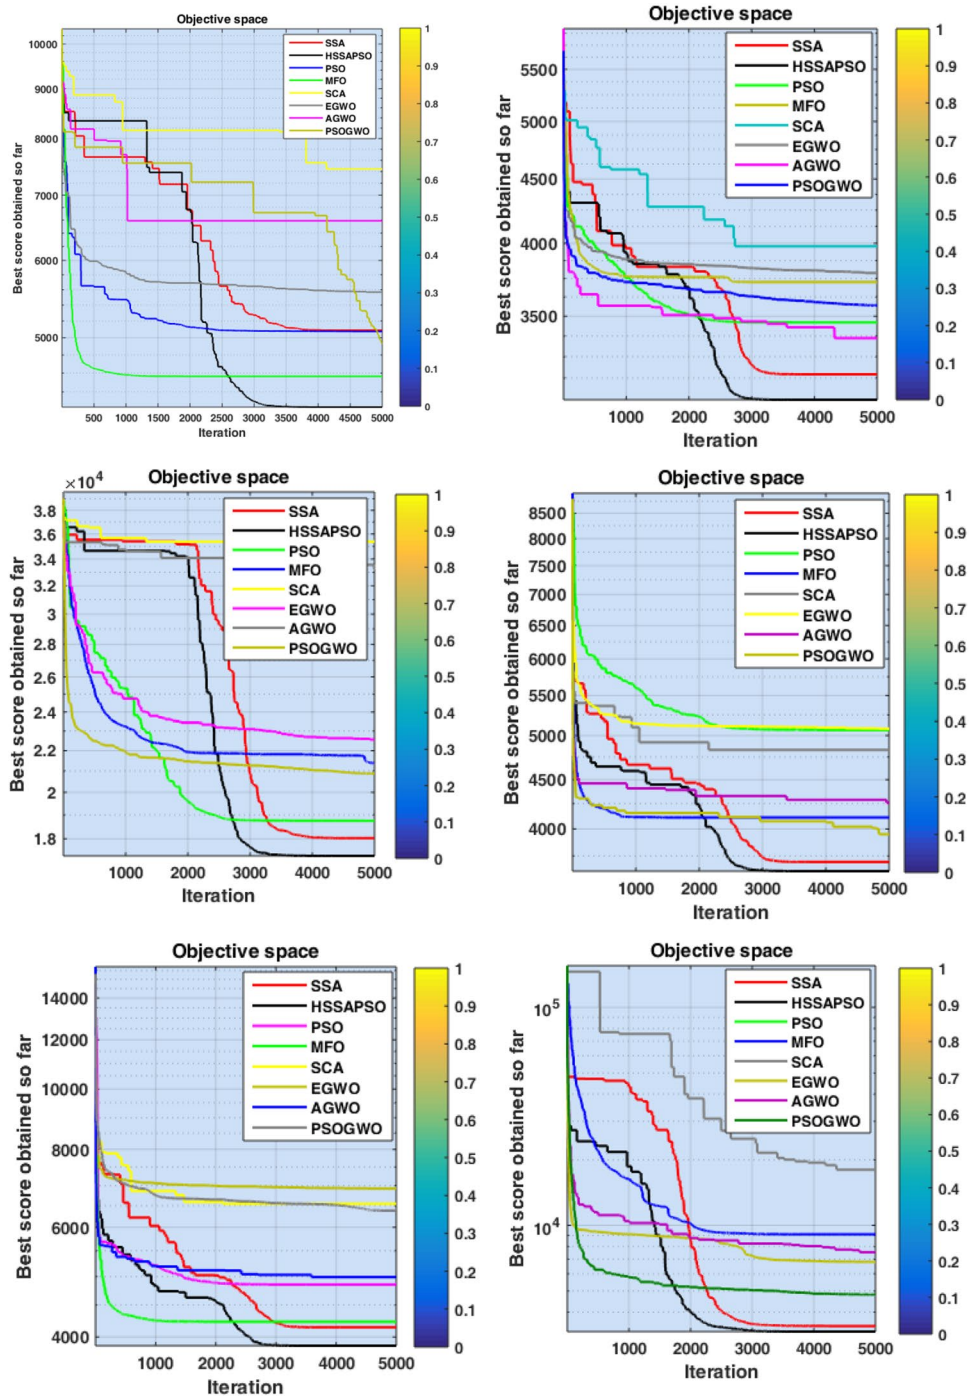 Objective space
10000
9000
8000
7000
6000
5000
Best score obtained so far
500 1000 1500 2000 2500 3000 3500 4000 4500 5000
Iteration
SSA
HSSAPSO
PSO
MFO
SCA
EGWO
AGWO
PSOGWO
1
0.9
0.8
0.7
0.6
0.5
0.4
0.3
0.2
0.1
0
Objective space
5500
5000
4500
4000
3500
Best score obtained so far
1000 2000 3000 4000 5000
Iteration
SSA
HSSAPSO
PSO
MFO
SCA
EGWO
AGWO
PSOGWO
1
0.9
0.8
0.7
0.6
0.5
0.4
0.3
0.2
0.1
0
×10⁴
Objective space
3.8
3.6
3.4
3.2
3
2.8
2.6
2.4
2.2
2
1.8
Best score obtained so far
1000 2000 3000 4000 5000
Iteration
SSA
HSSAPSO
PSO
MFO
SCA
EGWO
AGWO
PSOGWO
1
0.9
0.8
0.7
0.6
0.5
0.4
0.3
0.2
0.1
0
Objective space
8500
8000
7500
7000
6500
6000
5500
5000
4500
4000
Best score obtained so far
1000 2000 3000 4000 5000
Iteration
SSA
HSSAPSO
PSO
MFO
SCA
EGWO
AGWO
PSOGWO
1
0.9
0.8
0.7
0.6
0.5
0.4
0.3
0.2
0.1
0
Objective space
14000
12000
10000
8000
6000
4000
Best score obtained so far
1000 2000 3000 4000 5000
Iteration
SSA
HSSAPSO
PSO
MFO
SCA
EGWO
AGWO
PSOGWO
1
0.9
0.8
0.7
0.6
0.5
0.4
0.3
0.2
0.1
0
Objective space
10⁵
10⁴
Best score obtained so far
1000 2000 3000 4000 5000
Iteration
SSA
HSSAPSO
PSO
MFO
SCA
EGWO
AGWO
PSOGWO
1
0.9
0.8
0.7
0.6
0.5
0.4
0.3
0.2
0.1
0